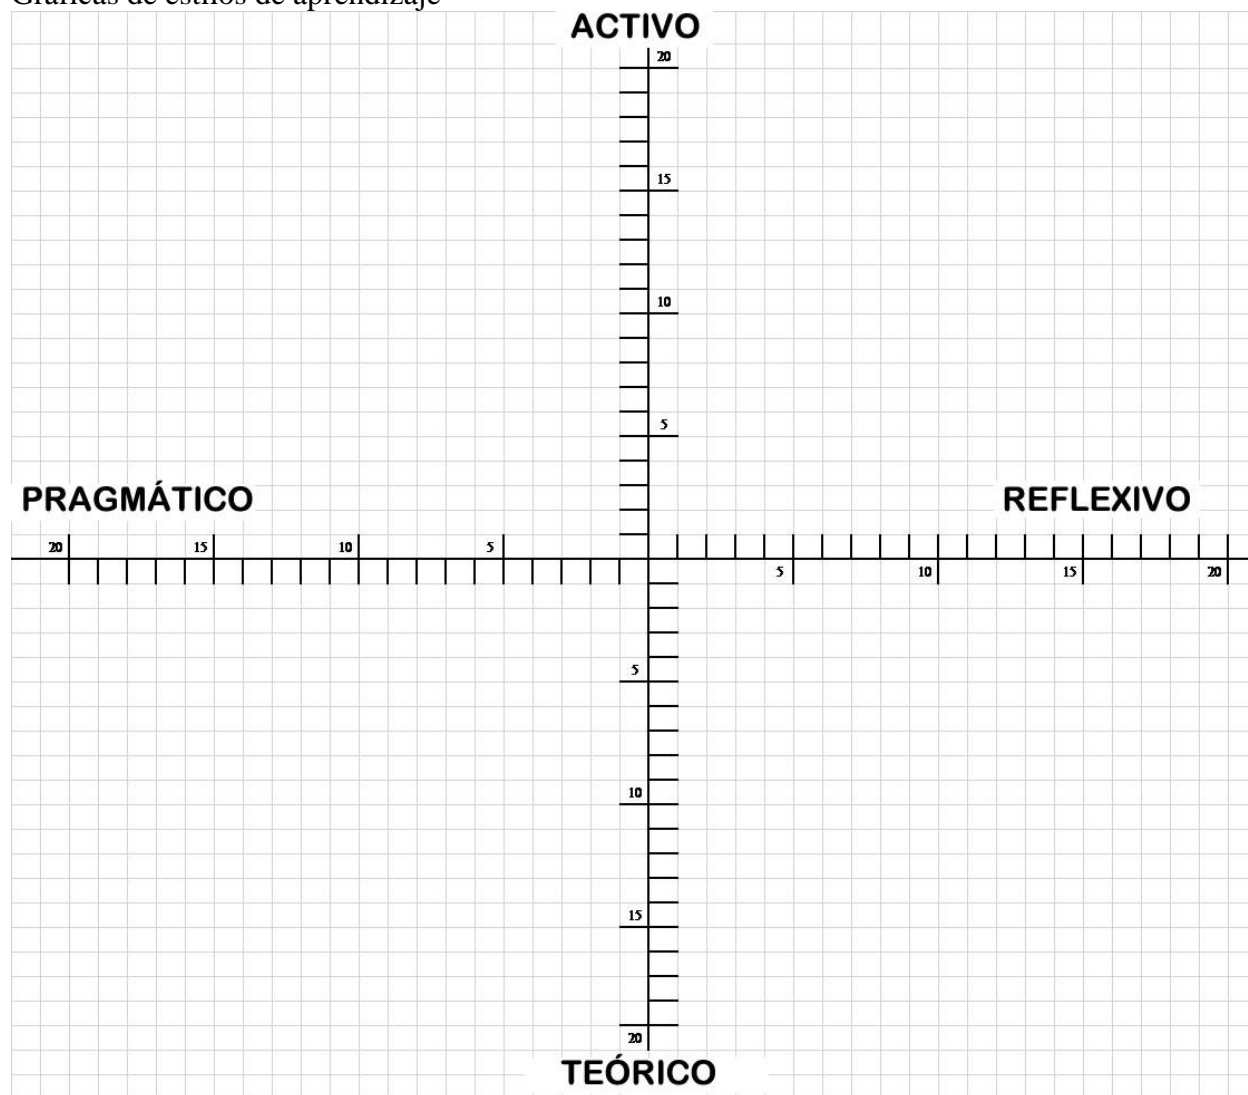 Gráficas de estilos de aprendizaje
ACTIVO
20
15
10
5
PRAGMÁTICO
REFLEXIVO
20 15 10 5
5 10 15 20
5
10
15
20
TEÓRICO